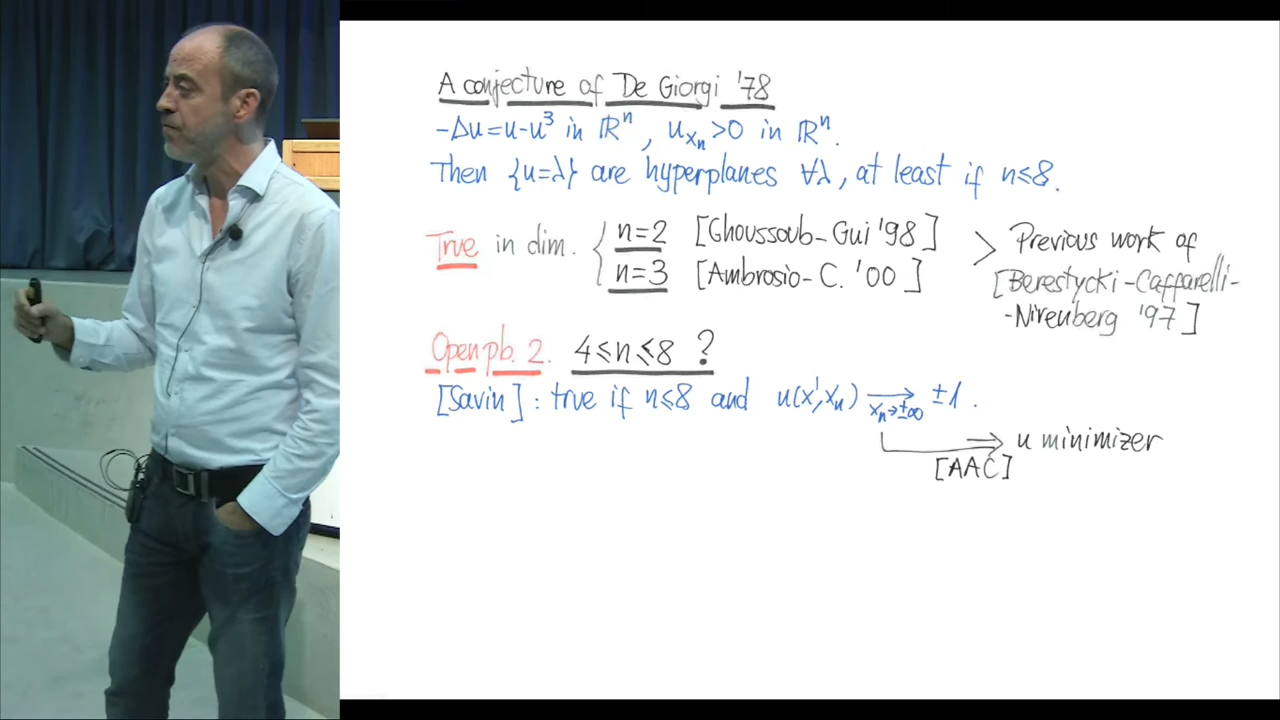 A conjecture of De Giorgi '78
-Δu=u-u³ in ℝⁿ, u_{xₙ}>0 in ℝⁿ.
Then {u=λ} are hyperplanes ∀λ, at least if n≤8.
True in dim. { n=2 [Ghoussoub-Gui '98]
n=3 [Ambrosio-C. '00]
> Previous work of
[Berestycki-Caffarelli-
-Nirenberg '97]
Open pb. 2. 4≤n≤8 ?
[Savin]: true if n≤8 and u(x',xₙ) → ±1.
xₙ→±∞
→ u minimizer
[AAC]